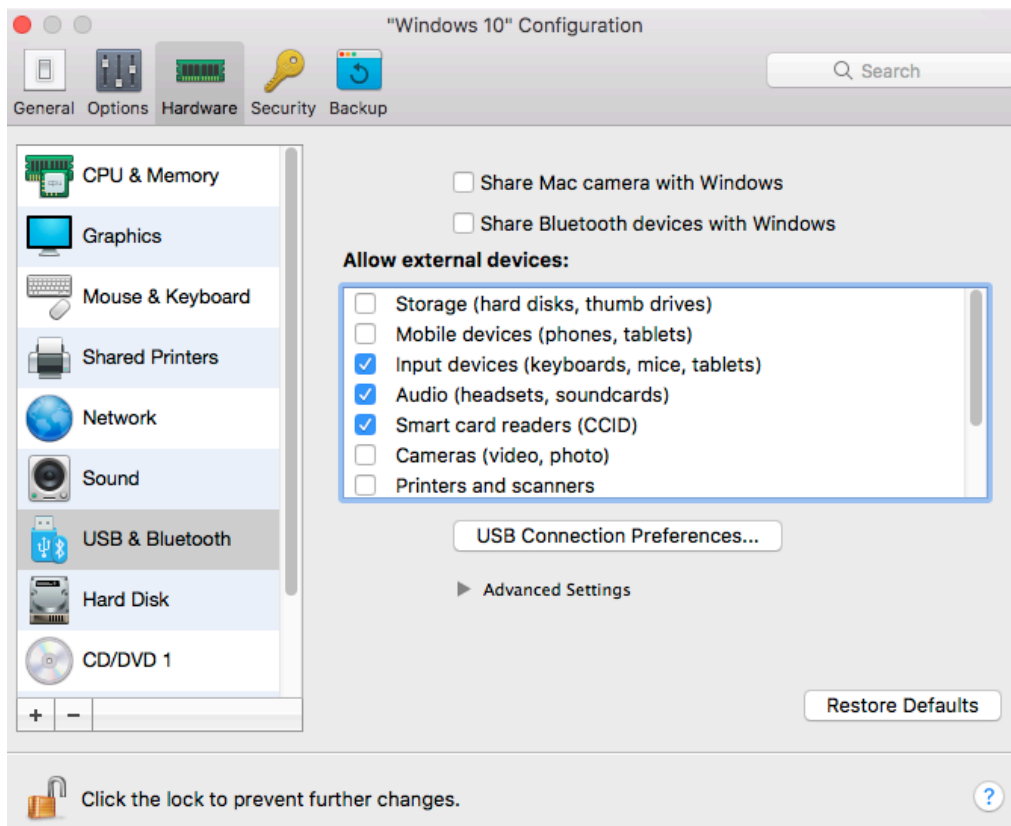 "Windows 10" Configuration
General Options Hardware Security Backup
Search
CPU & Memory
Graphics
Mouse & Keyboard
Shared Printers
Network
Sound
USB & Bluetooth
Hard Disk
CD/DVD 1
+ −
Share Mac camera with Windows
Share Bluetooth devices with Windows
Allow external devices:
Storage (hard disks, thumb drives)
Mobile devices (phones, tablets)
Input devices (keyboards, mice, tablets)
Audio (headsets, soundcards)
Smart card readers (CCID)
Cameras (video, photo)
Printers and scanners
USB Connection Preferences...
Advanced Settings
Restore Defaults
Click the lock to prevent further changes.
?